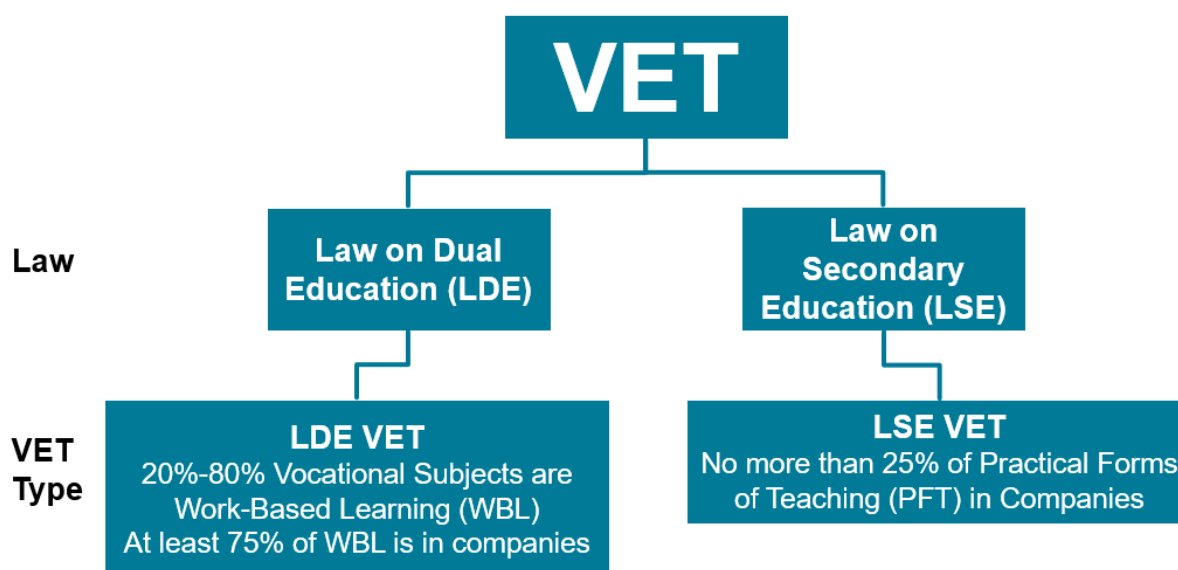 VET
Law
Law on Dual
Education (LDE)
Law on
Secondary
Education (LSE)
VET
Type
LDE VET
20%-80% Vocational Subjects are
Work-Based Learning (WBL)
At least 75% of WBL is in companies
LSE VET
No more than 25% of Practical Forms
of Teaching (PFT) in Companies